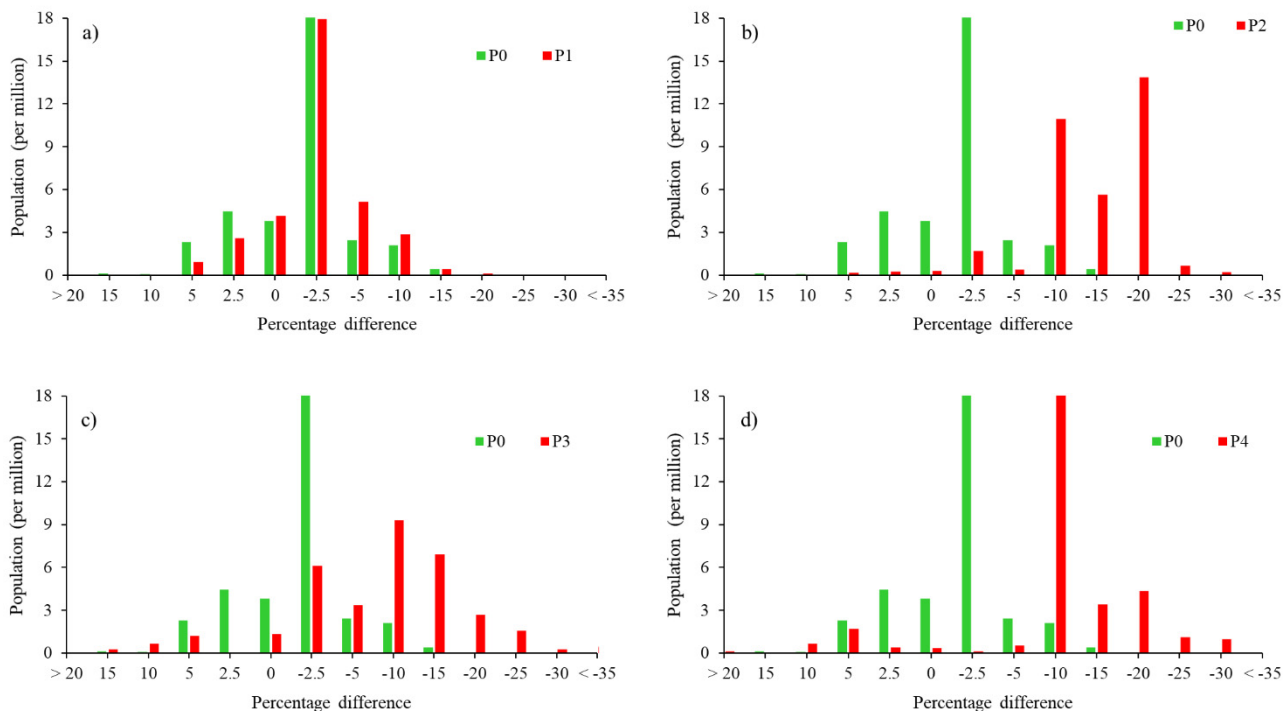 a)
P0 P1
Population (per million)
18
15
12
9
6
3
0
> 20 15 10 5 2.5 0 -2.5 -5 -10 -15 -20 -25 -30 < -35
Percentage difference
b)
P0 P2
Population (per million)
18
15
12
9
6
3
0
> 20 15 10 5 2.5 0 -2.5 -5 -10 -15 -20 -25 -30 < -35
Percentage difference
c)
P0 P3
Population (per million)
18
15
12
9
6
3
0
> 20 15 10 5 2.5 0 -2.5 -5 -10 -15 -20 -25 -30 < -35
Percentage difference
d)
P0 P4
Population (per million)
18
15
12
9
6
3
0
> 20 15 10 5 2.5 0 -2.5 -5 -10 -15 -20 -25 -30 < -35
Percentage difference